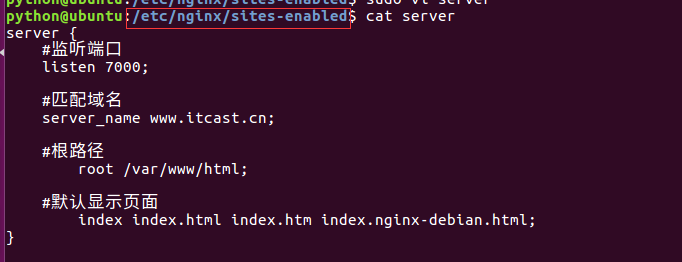 python@ubuntu:/etc/nginx/sites-enabled$ sudo vi server
python@ubuntu:/etc/nginx/sites-enabled$ cat server
server {
#监听端口
listen 7000;
#匹配域名
server_name www.itcast.cn;
#根路径
root /var/www/html;
#默认显示页面
index index.html index.htm index.nginx-debian.html;
}